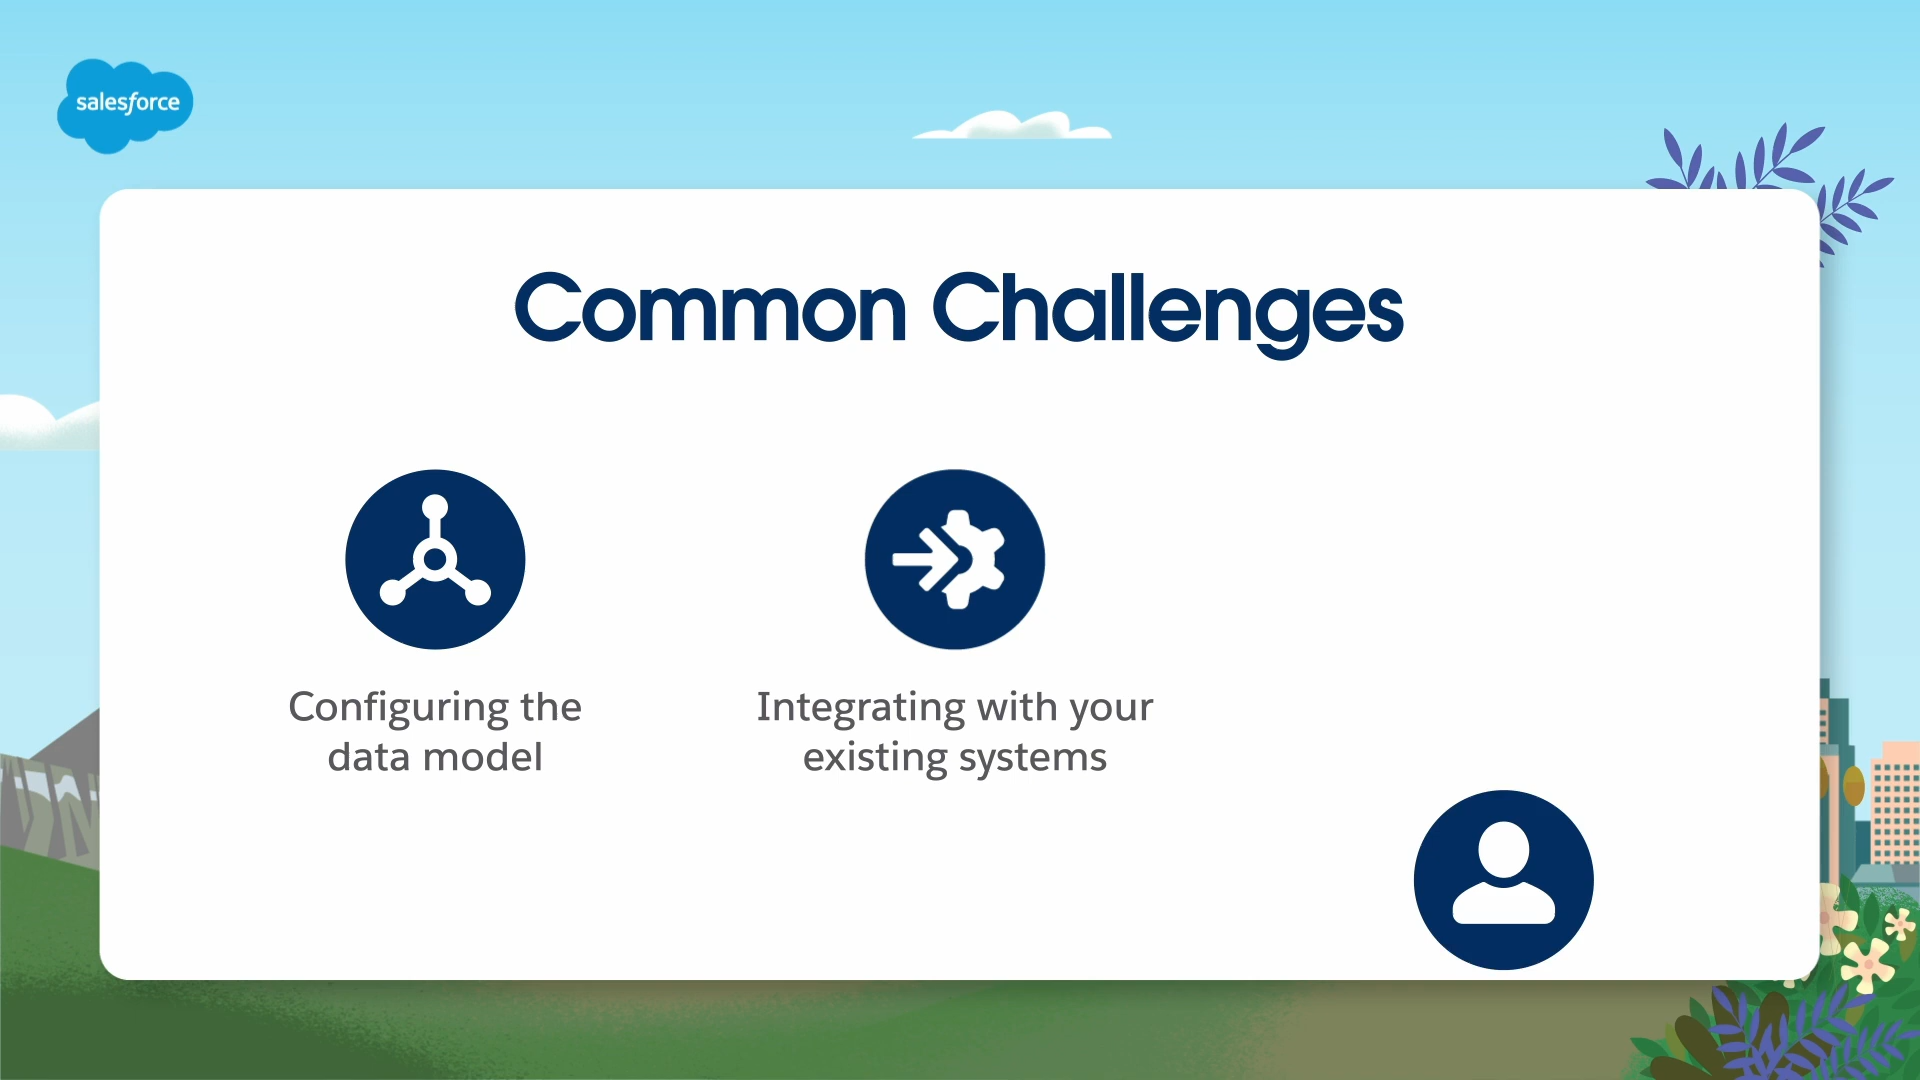 salesforce
Common Challenges
Configuring the
data model
Integrating with your
existing systems